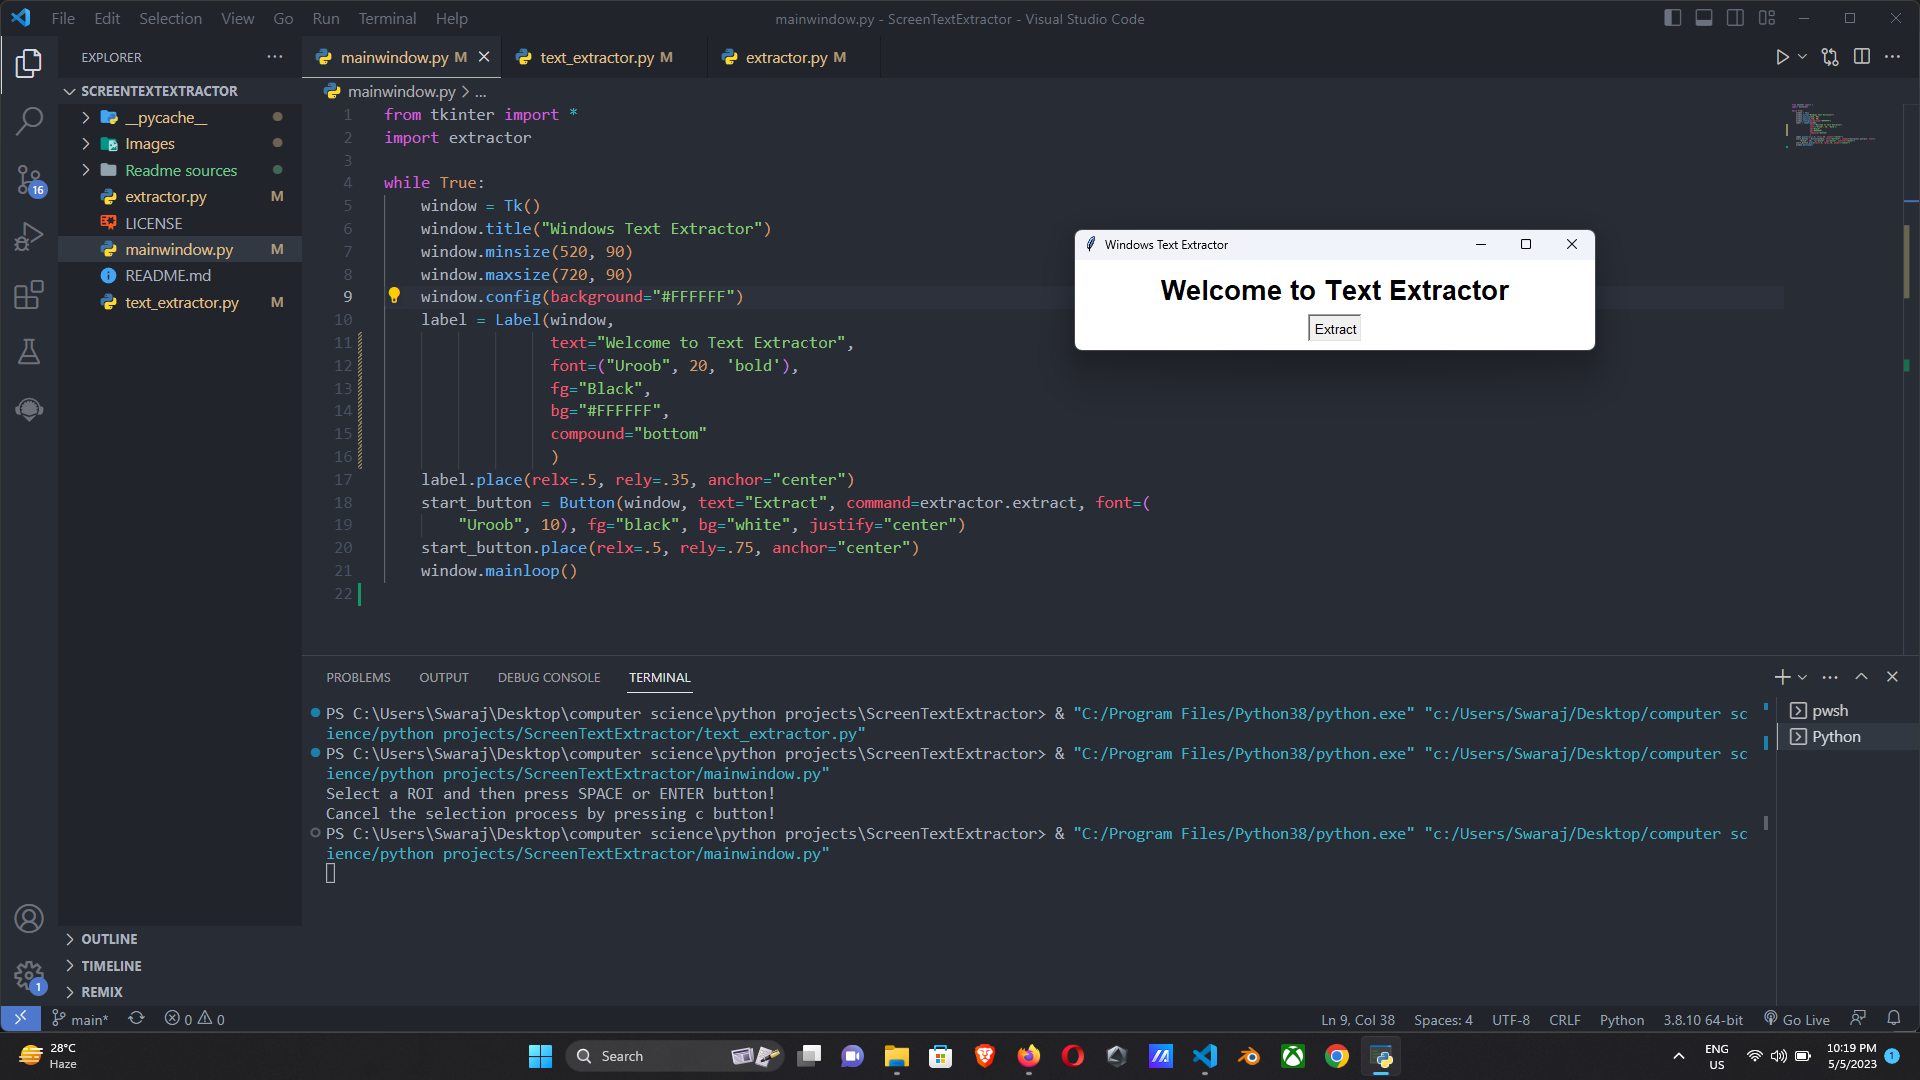 File Edit Selection View Go Run Terminal Help
mainwindow.py - ScreenTextExtractor - Visual Studio Code
EXPLORER
SCREENTEXTEXTRACTOR
__pycache__
Images
Readme sources
extractor.py M
LICENSE
mainwindow.py M
README.md
text_extractor.py M
OUTLINE
TIMELINE
REMIX
16
1
mainwindow.py M text_extractor.py M extractor.py M
mainwindow.py > ...
1 from tkinter import *
2 import extractor
3
4 while True:
5 window = Tk()
6 window.title("Windows Text Extractor")
7 window.minsize(520, 90)
8 window.maxsize(720, 90)
9 window.config(background="#FFFFFF")
10 label = Label(window,
11 text="Welcome to Text Extractor",
12 font=("Uroob", 20, 'bold'),
13 fg="Black",
14 bg="#FFFFFF",
15 compound="bottom"
16 )
17 label.place(relx=.5, rely=.35, anchor="center")
18 start_button = Button(window, text="Extract", command=extractor.extract, font=(
19 "Uroob", 10), fg="black", bg="white", justify="center")
20 start_button.place(relx=.5, rely=.75, anchor="center")
21 window.mainloop()
22
Windows Text Extractor
Welcome to Text Extractor
Extract
PROBLEMS OUTPUT DEBUG CONSOLE TERMINAL
PS C:\Users\Swaraj\Desktop\computer science\python projects\ScreenTextExtractor> & "C:/Program Files/Python38/python.exe" "c:/Users/Swaraj/Desktop/computer sc
ience/python projects/ScreenTextExtractor/text_extractor.py"
PS C:\Users\Swaraj\Desktop\computer science\python projects\ScreenTextExtractor> & "C:/Program Files/Python38/python.exe" "c:/Users/Swaraj/Desktop/computer sc
ience/python projects/ScreenTextExtractor/mainwindow.py"
Select a ROI and then press SPACE or ENTER button!
Cancel the selection process by pressing c button!
PS C:\Users\Swaraj\Desktop\computer science\python projects\ScreenTextExtractor> & "C:/Program Files/Python38/python.exe" "c:/Users/Swaraj/Desktop/computer sc
ience/python projects/ScreenTextExtractor/mainwindow.py"
pwsh
Python
main* 0 0
Ln 9, Col 38 Spaces: 4 UTF-8 CRLF Python 3.8.10 64-bit Go Live
28°C
Haze
Search
ENG
US
10:19 PM
5/5/2023
1